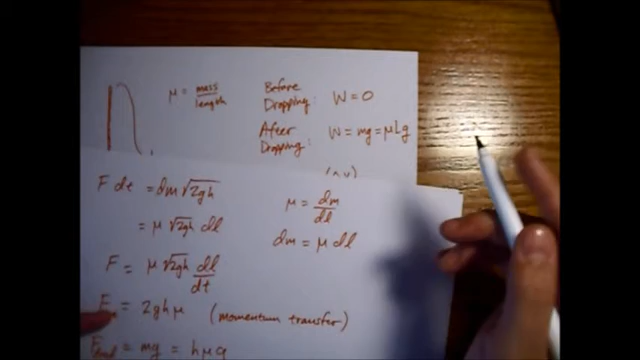 μ = mass/length
Before Dropping: W = 0
After Dropping: W = mg = μLg
F dt = dm √2gh
= μ √2gh dl
F = μ √2gh dl/dt
= 2ghμ (momentum transfer)
= mg = hμg
μ = dm/dl
dm = μ dl